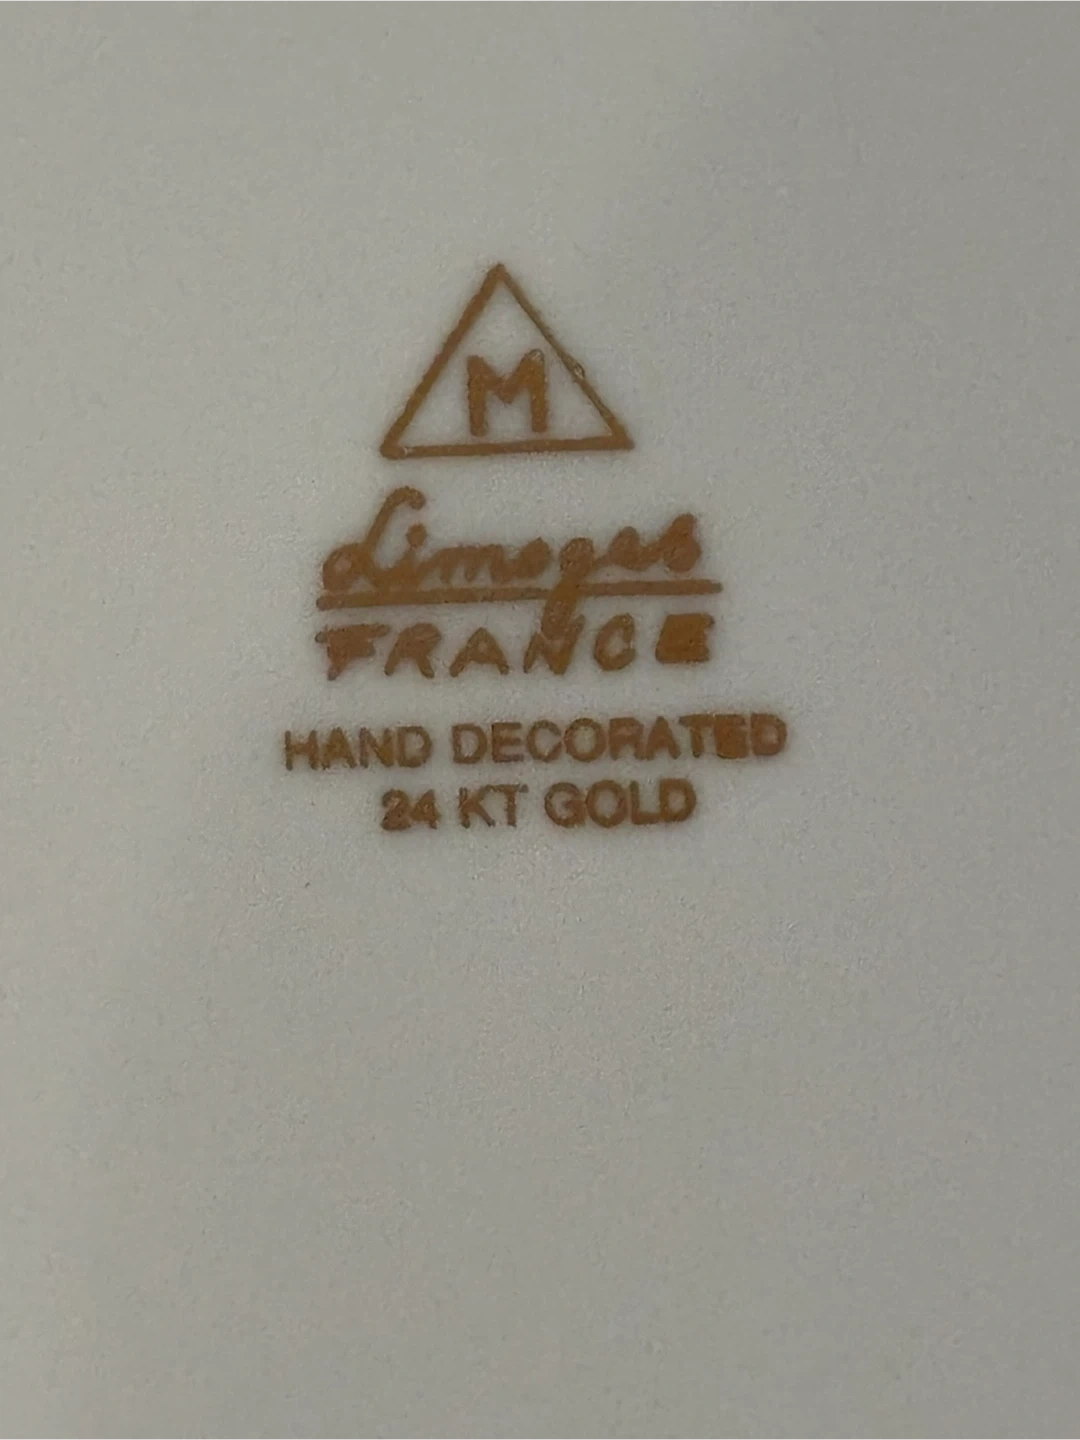 M
Limoges
FRANCE
HAND DECORATED
24 KT GOLD